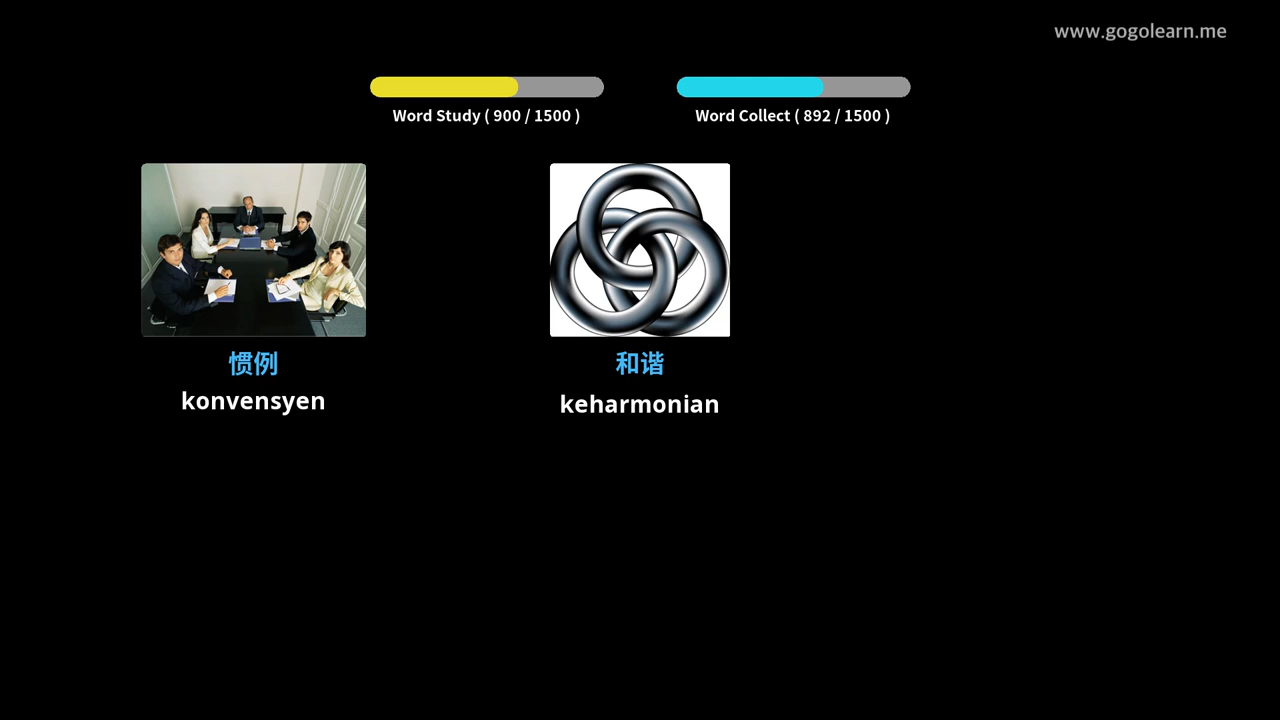 www.gogolearn.me
Word Study ( 900 / 1500 )
Word Collect ( 892 / 1500 )
惯例
konvensyen
和谐
keharmonian